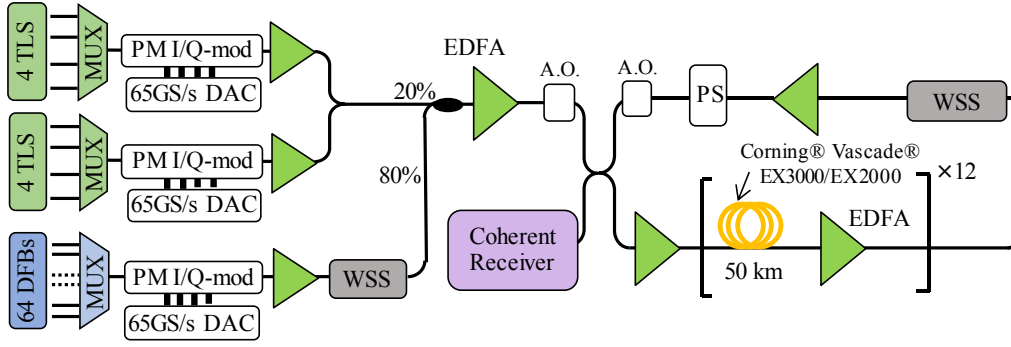 4 TLS
MUX
PM I/Q-mod
65GS/s DAC
4 TLS
MUX
PM I/Q-mod
65GS/s DAC
64 DFBs
MUX
PM I/Q-mod
65GS/s DAC
WSS
20%
80%
EDFA
A.O.
A.O.
PS
WSS
Coherent
Receiver
Corning® Vascade®
EX3000/EX2000
50 km
EDFA
×12